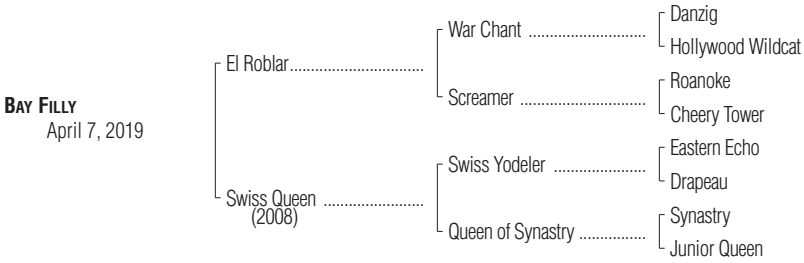 BAY FILLY
April 7, 2019
El Roblar................................
Swiss Queen ........................
(2008)
War Chant ............................
Screamer ..............................
Swiss Yodeler ......................
Queen of Synastry ................
Danzig
Hollywood Wildcat
Roanoke
Cheery Tower
Eastern Echo
Drapeau
Synastry
Junior Queen